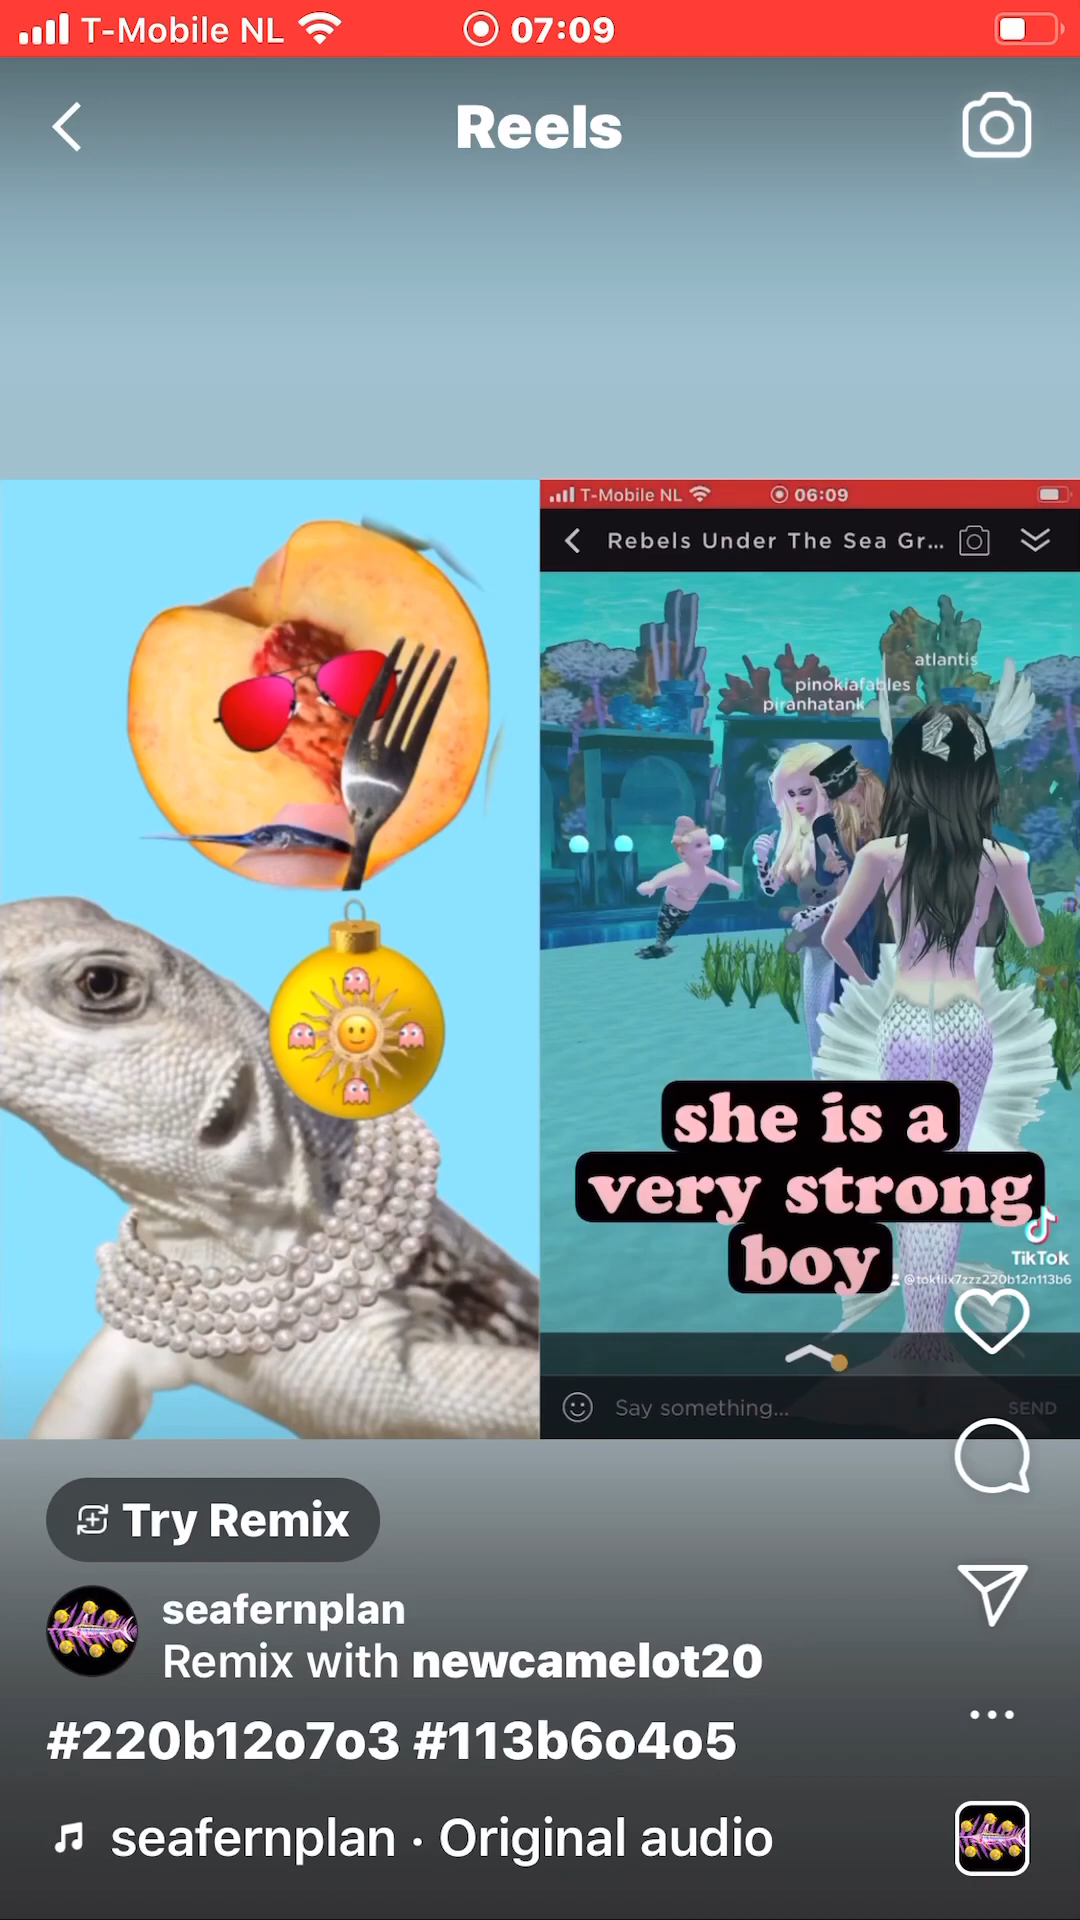 T-Mobile NL 07:09
Reels
T-Mobile NL 06:09
Rebels Under The Sea Gr...
atlantis
pinokiafables
piranhatank
she is a
very strong
boy
TikTok
@tokflix7zzz220b12n113b6
Say something...
SEND
Try Remix
seafernplan
Remix with newcamelot20
#220b12o7o3 #113b6o4o5
seafernplan · Original audio